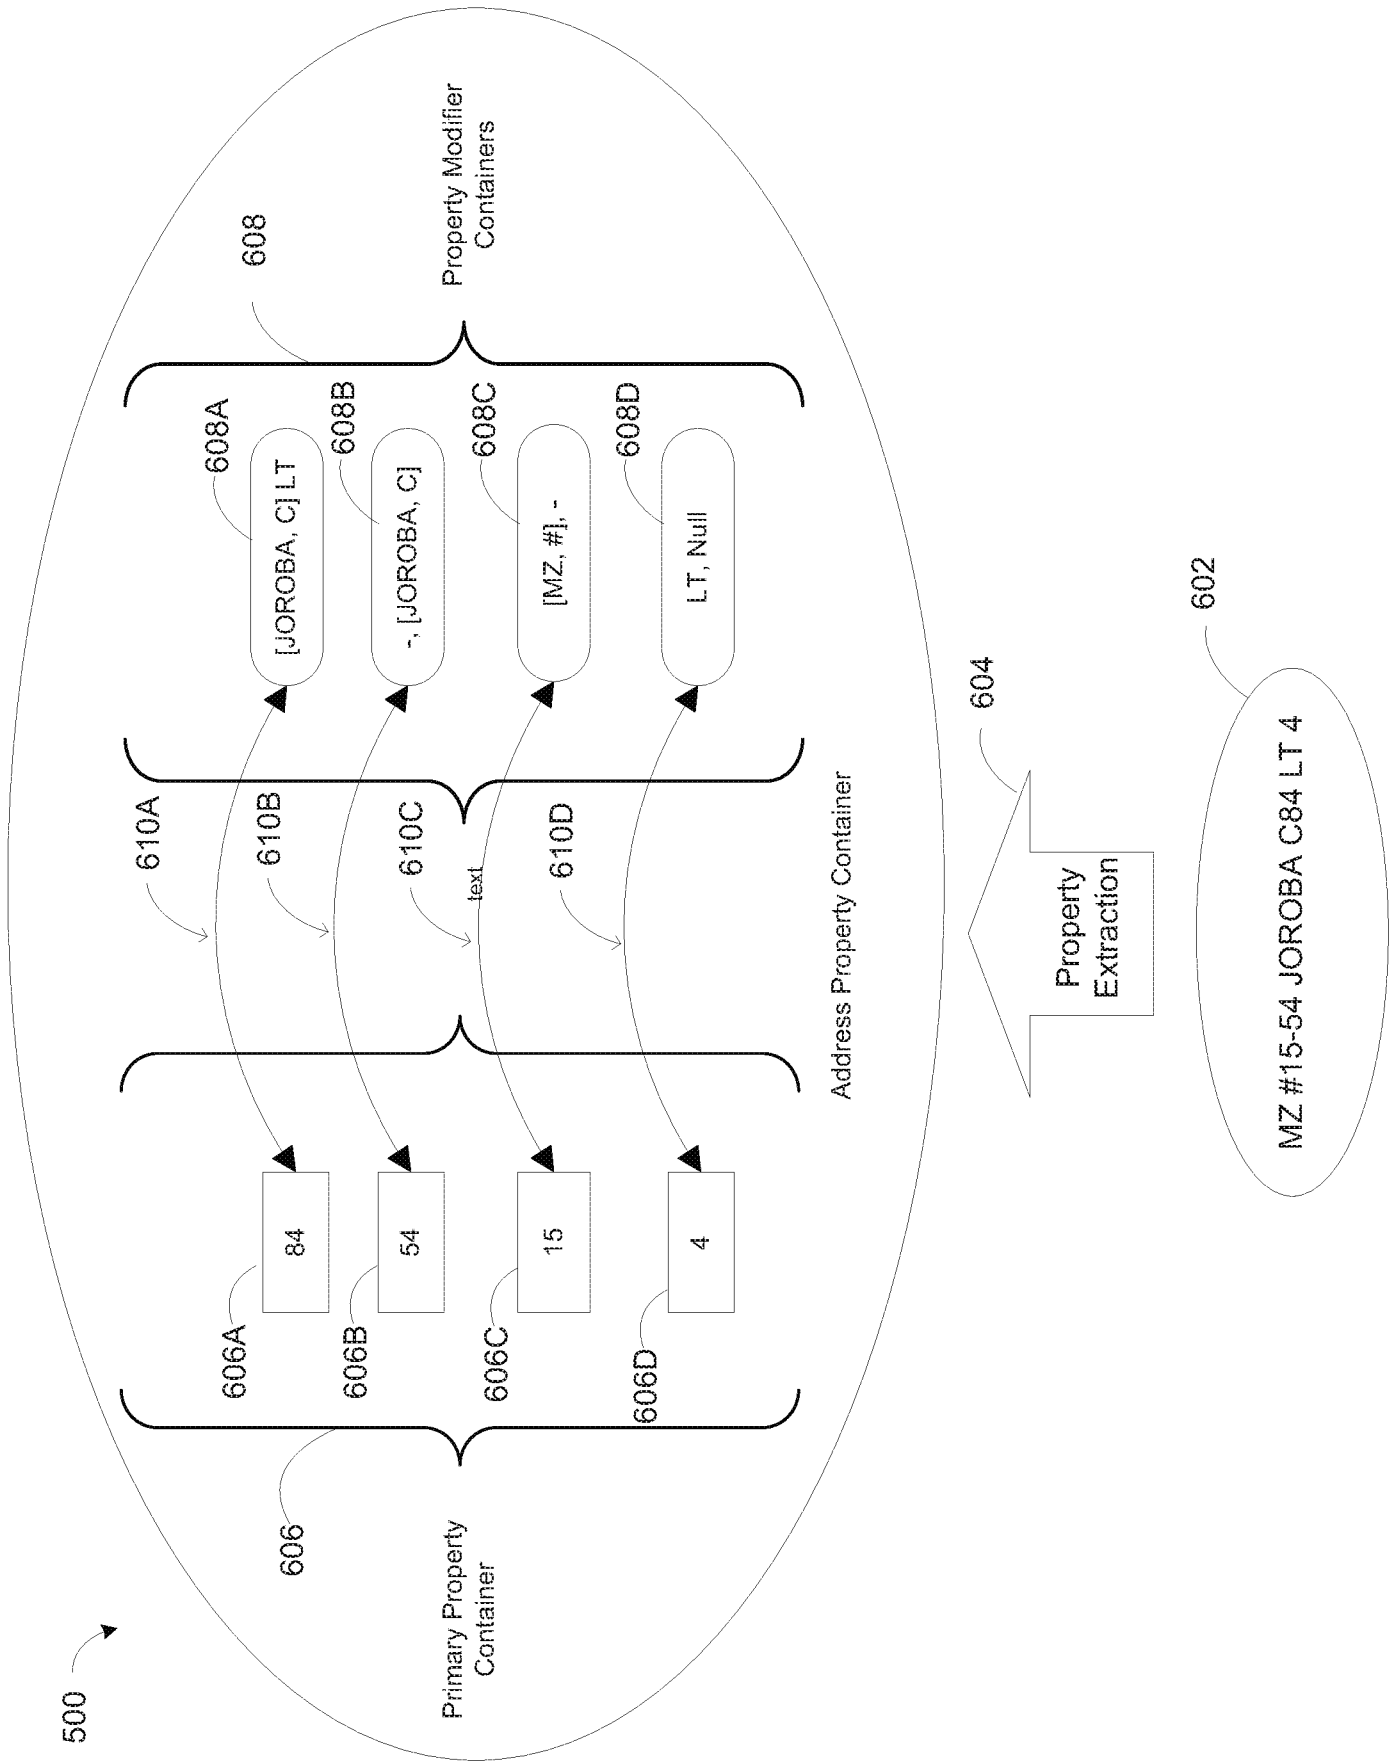 500
606
608
Primary Property
Container
606A
84
610A
608A
[JOROBA, C] LT
606B
54
610B
608B
-, [JOROBA, C]
606C
15
610C
text
608C
[MZ, #], -
606D
4
610D
608D
LT, Null
Property Modifier
Containers
Address Property Container
604
Property
Extraction
602
MZ #15-54 JOROBA C84 LT 4